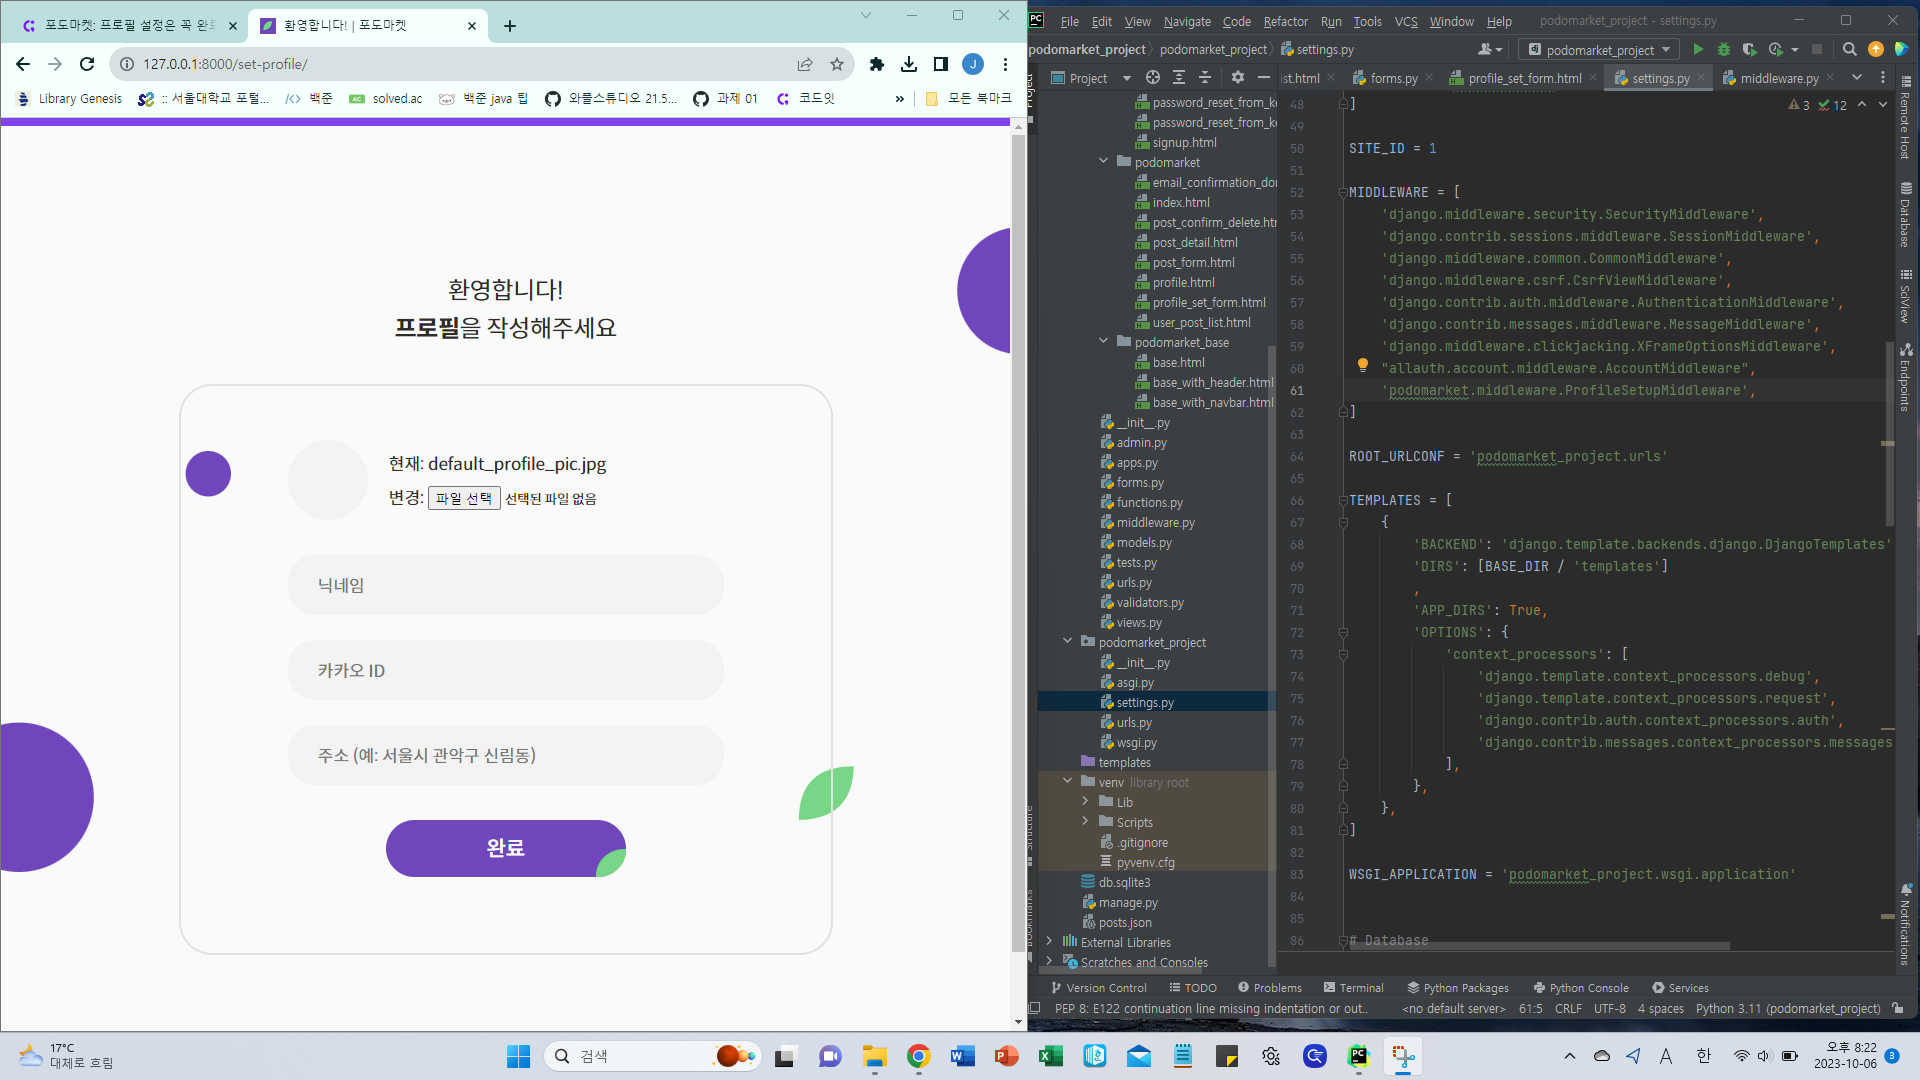 포도마켓: 프로필 설정은 꼭 완료
환영합니다! | 포도마켓
127.0.0.1:8000/set-profile/
J
Library Genesis
:: 서울대학교 포털...
백준
solved.ac
백준 java 팁
와플스튜디오 21.5...
과제 01
코드잇
»
모든 북마크
환영합니다!
프로필을 작성해주세요
현재: default_profile_pic.jpg
변경: 파일 선택 선택된 파일 없음
닉네임
카카오 ID
주소 (예: 서울시 관악구 신림동)
완료
PC File Edit View Navigate Code Refactor Run Tools VCS Window Help podomarket_project - settings.py
podomarket_project podomarket_project settings.py
dj podomarket_project
Project
ist.html forms.py profile_set_form.html settings.py middleware.py
password_reset_from_ke
password_reset_from_ke
signup.html
podomarket
email_confirmation_do
index.html
post_confirm_delete.htm
post_detail.html
post_form.html
profile.html
profile_set_form.html
user_post_list.html
podomarket_base
base.html
base_with_header.html
base_with_navbar.html
__init__.py
admin.py
apps.py
forms.py
functions.py
middleware.py
models.py
tests.py
urls.py
validators.py
views.py
podomarket_project
__init__.py
asgi.py
settings.py
urls.py
wsgi.py
templates
venv library root
Lib
Scripts
.gitignore
pyvenv.cfg
db.sqlite3
manage.py
posts.json
External Libraries
Scratches and Consoles
3 12
48 ]
49
50 SITE_ID = 1
51
52 MIDDLEWARE = [
53 'django.middleware.security.SecurityMiddleware',
54 'django.contrib.sessions.middleware.SessionMiddleware',
55 'django.middleware.common.CommonMiddleware',
56 'django.middleware.csrf.CsrfViewMiddleware',
57 'django.contrib.auth.middleware.AuthenticationMiddleware',
58 'django.contrib.messages.middleware.MessageMiddleware',
59 'django.middleware.clickjacking.XFrameOptionsMiddleware',
60 "allauth.account.middleware.AccountMiddleware",
61 'podomarket.middleware.ProfileSetupMiddleware',
62 ]
63
64 ROOT_URLCONF = 'podomarket_project.urls'
65
66 TEMPLATES = [
67 {
68 'BACKEND': 'django.template.backends.django.DjangoTemplates'
69 'DIRS': [BASE_DIR / 'templates']
70 ,
71 'APP_DIRS': True,
72 'OPTIONS': {
73 'context_processors': [
74 'django.template.context_processors.debug',
75 'django.template.context_processors.request',
76 'django.contrib.auth.context_processors.auth',
77 'django.contrib.messages.context_processors.messages
78 ],
79 },
80 },
81 ]
82
83 WSGI_APPLICATION = 'podomarket_project.wsgi.application'
84
85
86 # Database
Remote Host
Database
SciView
Endpoints
Notifications
Version Control TODO Problems Terminal Python Packages Python Console Services
PEP 8: E122 continuation line missing indentation or out.. <no default server> 61:5 CRLF UTF-8 4 spaces Python 3.11 (podomarket_project)
17°C
대체로 흐림
검색
A
한
오후 8:22
2023-10-06
3